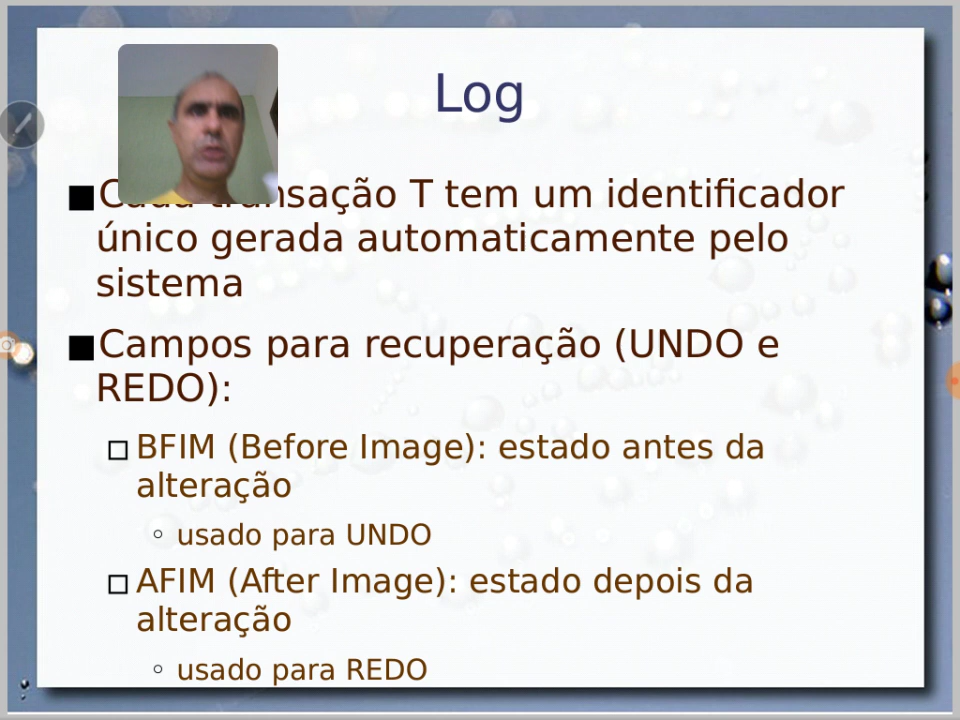 Log
Cada transação T tem um identificador
único gerada automaticamente pelo
sistema
Campos para recuperação (UNDO e
REDO):
BFIM (Before Image): estado antes da
alteração
usado para UNDO
AFIM (After Image): estado depois da
alteração
usado para REDO